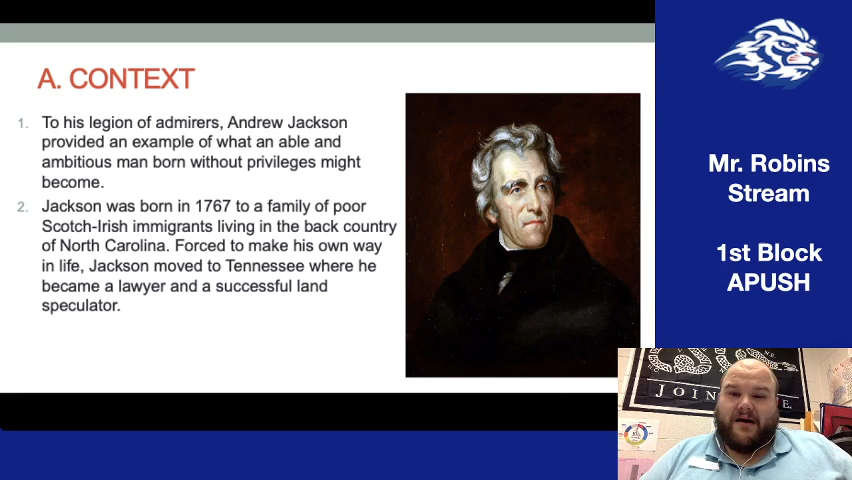 A. CONTEXT
1. To his legion of admirers, Andrew Jackson
provided an example of what an able and
ambitious man born without privileges might
become.
2. Jackson was born in 1767 to a family of poor
Scotch-Irish immigrants living in the back country
of North Carolina. Forced to make his own way
in life, Jackson moved to Tennessee where he
became a lawyer and a successful land
speculator.
Mr. Robins
Stream
1st Block
APUSH
JOIN
E.